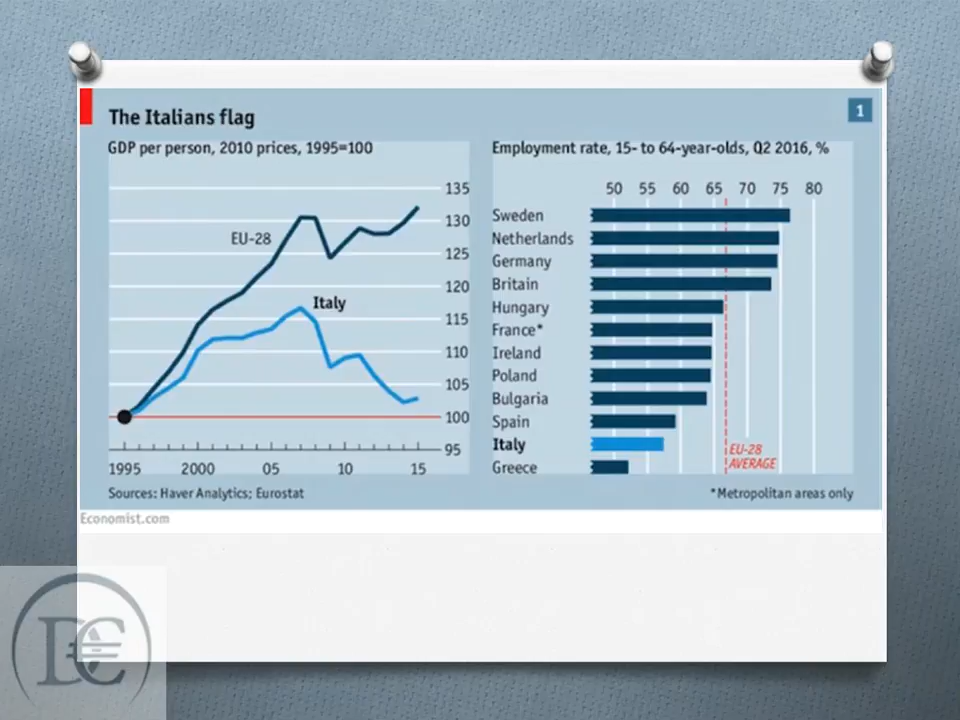 The Italians flag
1
GDP per person, 2010 prices, 1995=100
135
130
125
120
115
110
105
100
95
EU-28
Italy
1995 2000 05 10 15
Employment rate, 15- to 64-year-olds, Q2 2016, %
50 55 60 65 70 75 80
Sweden
Netherlands
Germany
Britain
Hungary
France*
Ireland
Poland
Bulgaria
Spain
Italy
Greece
EU-28
AVERAGE
Sources: Haver Analytics; Eurostat
*Metropolitan areas only
Economist.com